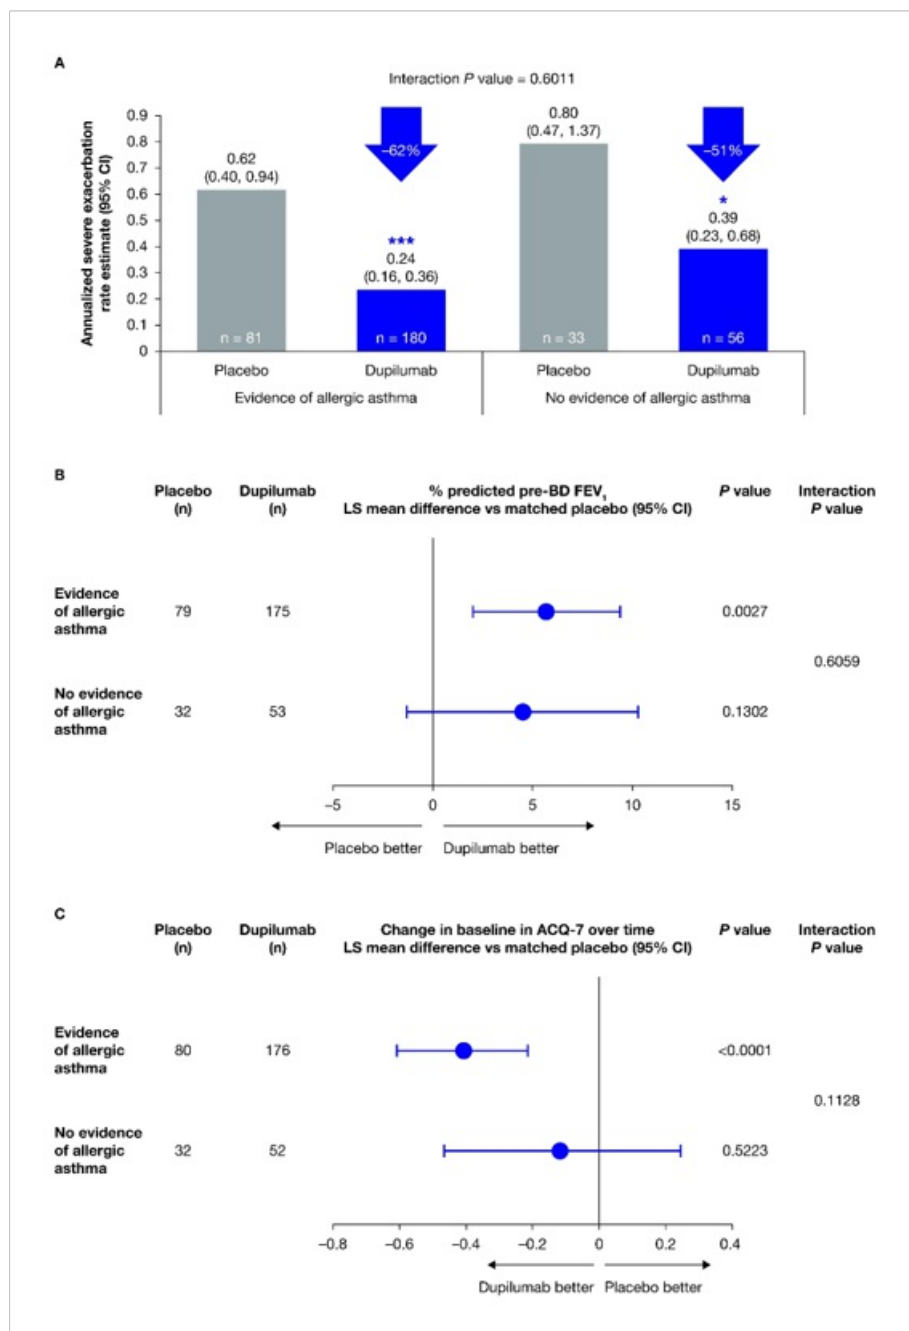 A
Interaction P value = 0.6011
Annualized severe exacerbation
rate estimate (95% CI)
0.9
0.8
0.7
0.6
0.5
0.4
0.3
0.2
0.1
0
0.62
(0.40, 0.94)
n = 81
–62%
***
0.24
(0.16, 0.36)
n = 180
0.80
(0.47, 1.37)
n = 33
–51%
*
0.39
(0.23, 0.68)
n = 56
Placebo Dupilumab Placebo Dupilumab
Evidence of allergic asthma No evidence of allergic asthma
B
Placebo
(n)
Dupilumab
(n)
% predicted pre-BD FEV1
LS mean difference vs matched placebo (95% CI)
P value
Interaction
P value
Evidence
of allergic
asthma
79 175 0.0027
0.6059
No evidence
of allergic
asthma
32 53 0.1302
–5 0 5 10 15
Placebo better Dupilumab better
C
Placebo
(n)
Dupilumab
(n)
Change in baseline in ACQ-7 over time
LS mean difference vs matched placebo (95% CI)
P value
Interaction
P value
Evidence
of allergic
asthma
80 176 <0.0001
0.1128
No evidence
of allergic
asthma
32 52 0.5223
–0.8 –0.6 –0.4 –0.2 0 0.2 0.4
Dupilumab better Placebo better